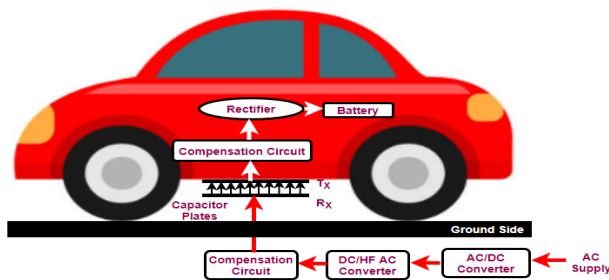 Rectifier
Battery
Compensation Circuit
Tx
Capacitor
Plates
Rx
Ground Side
Compensation
Circuit
DC/HF AC
Converter
AC/DC
Converter
AC
Supply